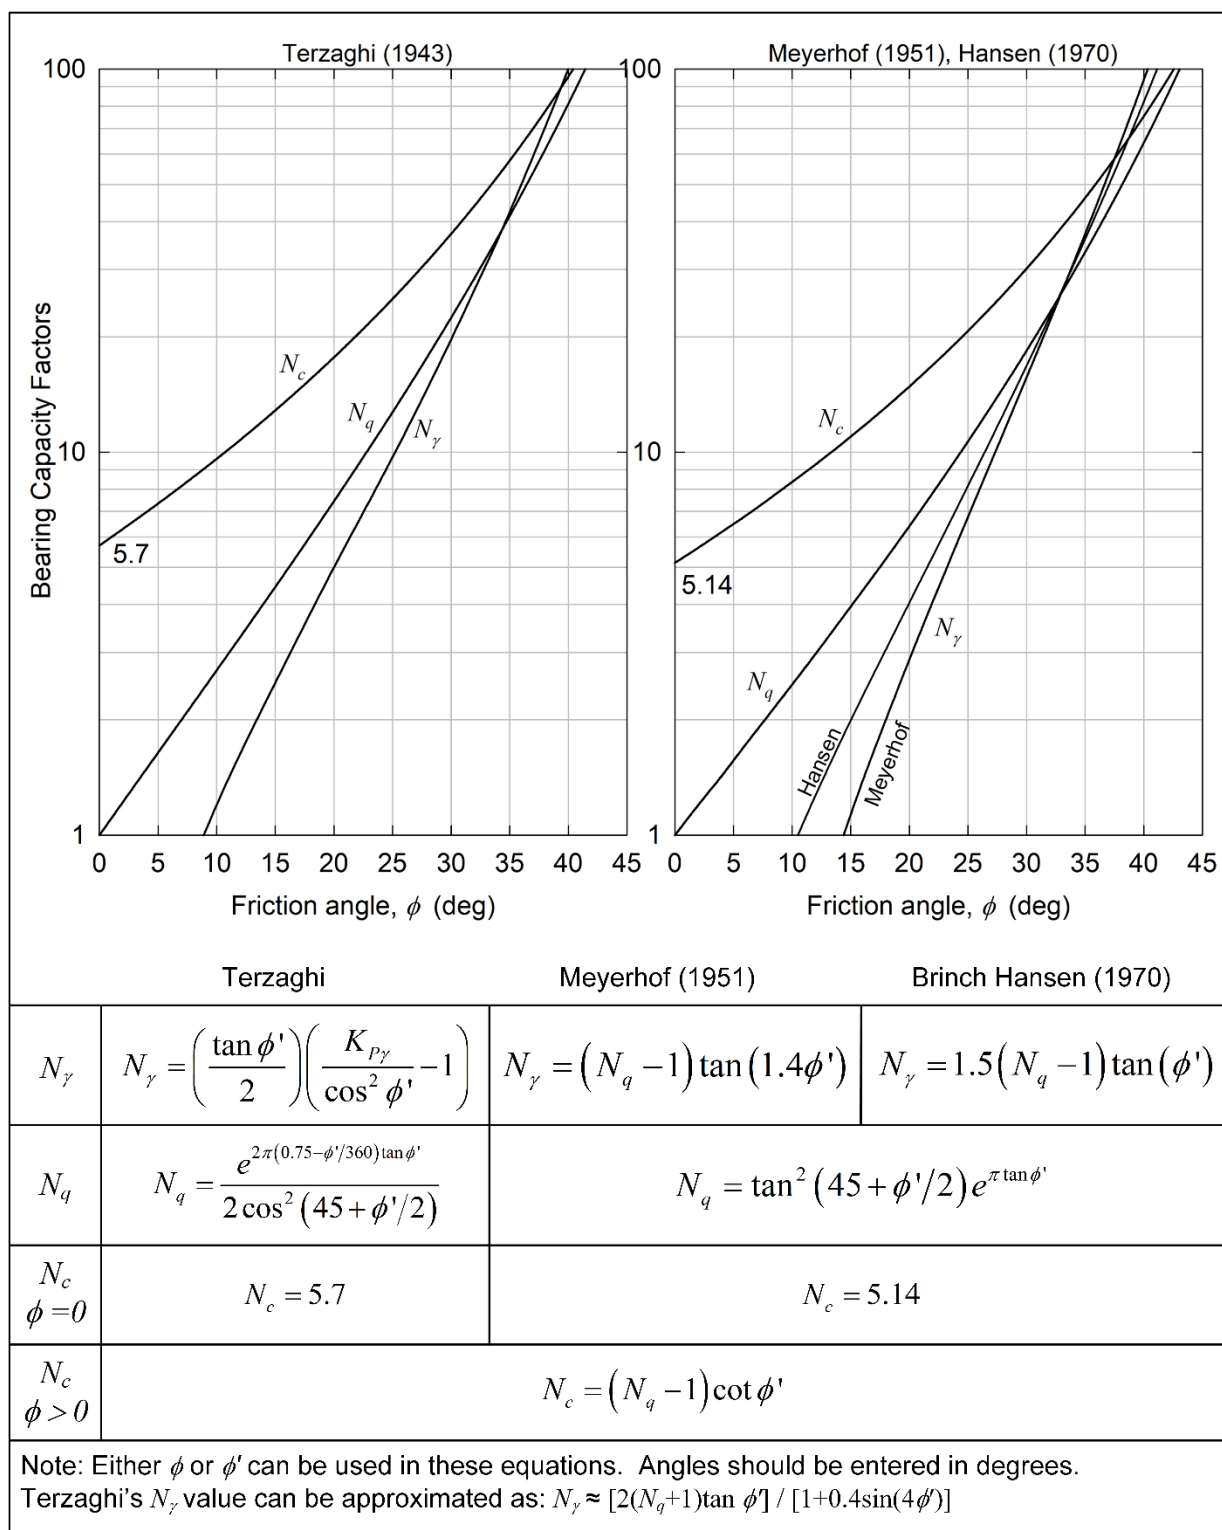 Terzaghi (1943)
Meyerhof (1951), Hansen (1970)
Bearing Capacity Factors
100
10
1
N_c
N_q
N_γ
5.7
0 5 10 15 20 25 30 35 40 45
Friction angle, ϕ (deg)
100
10
1
N_c
N_q
N_γ
5.14
Hansen
Meyerhof
0 5 10 15 20 25 30 35 40 45
Friction angle, ϕ (deg)
Terzaghi Meyerhof (1951) Brinch Hansen (1970)
N_γ N_γ = (tan ϕ' / 2)(K_Pγ / cos² ϕ' − 1) N_γ = (N_q − 1) tan(1.4ϕ') N_γ = 1.5(N_q − 1) tan(ϕ')
N_q N_q = e^{2π(0.75−ϕ'/360) tan ϕ'} / 2cos²(45 + ϕ'/2) N_q = tan²(45 + ϕ'/2) e^{π tan ϕ'}
N_c
ϕ =0
N_c = 5.7 N_c = 5.14
N_c
ϕ > 0
N_c = (N_q − 1) cot ϕ'
Note: Either ϕ or ϕ' can be used in these equations. Angles should be entered in degrees.
Terzaghi's N_γ value can be approximated as: N_γ ≈ [2(N_q+1)tan ϕ'] / [1+0.4sin(4ϕ')]